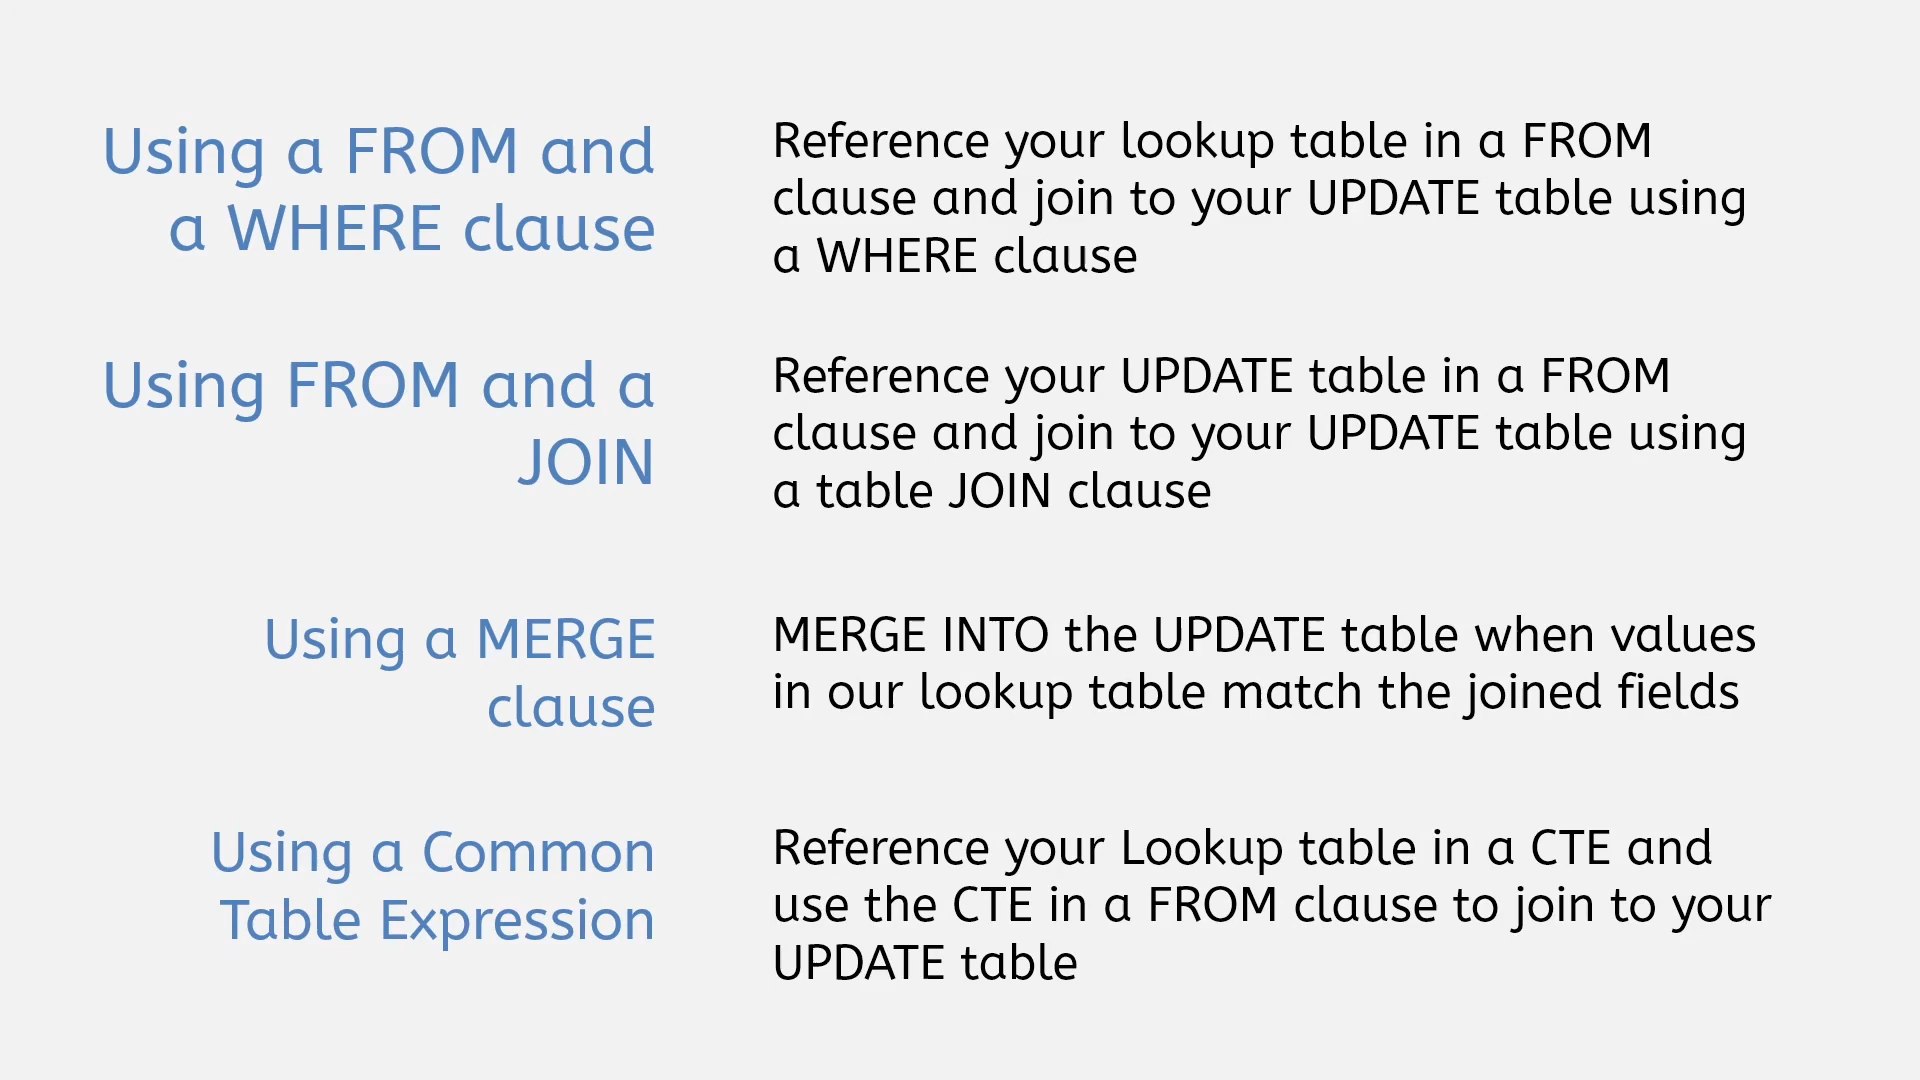 Using a FROM and
a WHERE clause
Reference your lookup table in a FROM
clause and join to your UPDATE table using
a WHERE clause
Using FROM and a
JOIN
Reference your UPDATE table in a FROM
clause and join to your UPDATE table using
a table JOIN clause
Using a MERGE
clause
MERGE INTO the UPDATE table when values
in our lookup table match the joined fields
Using a Common
Table Expression
Reference your Lookup table in a CTE and
use the CTE in a FROM clause to join to your
UPDATE table